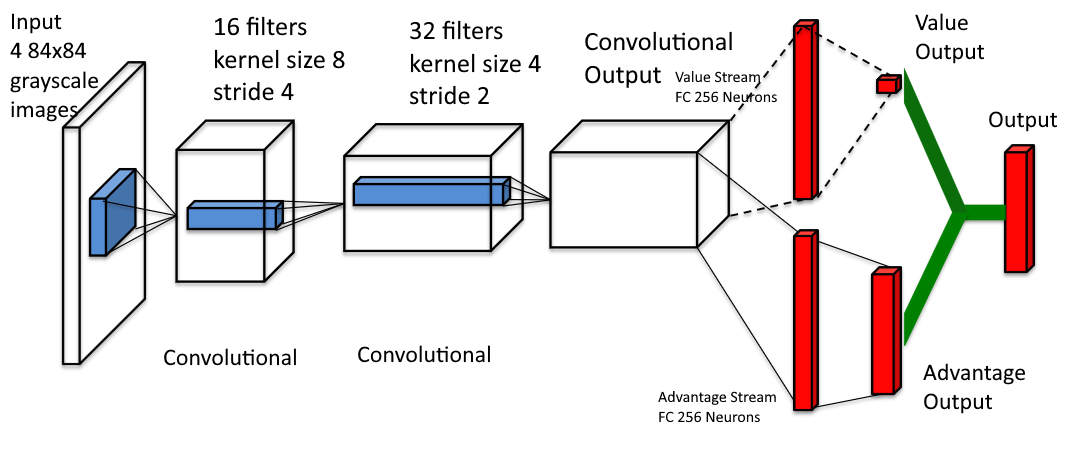 Input
4 84x84
grayscale
images
16 filters
kernel size 8
stride 4
32 filters
kernel size 4
stride 2
Convolutional
Output
Value Stream
FC 256 Neurons
Value
Output
Output
Convolutional
Convolutional
Advantage Stream
FC 256 Neurons
Advantage
Output